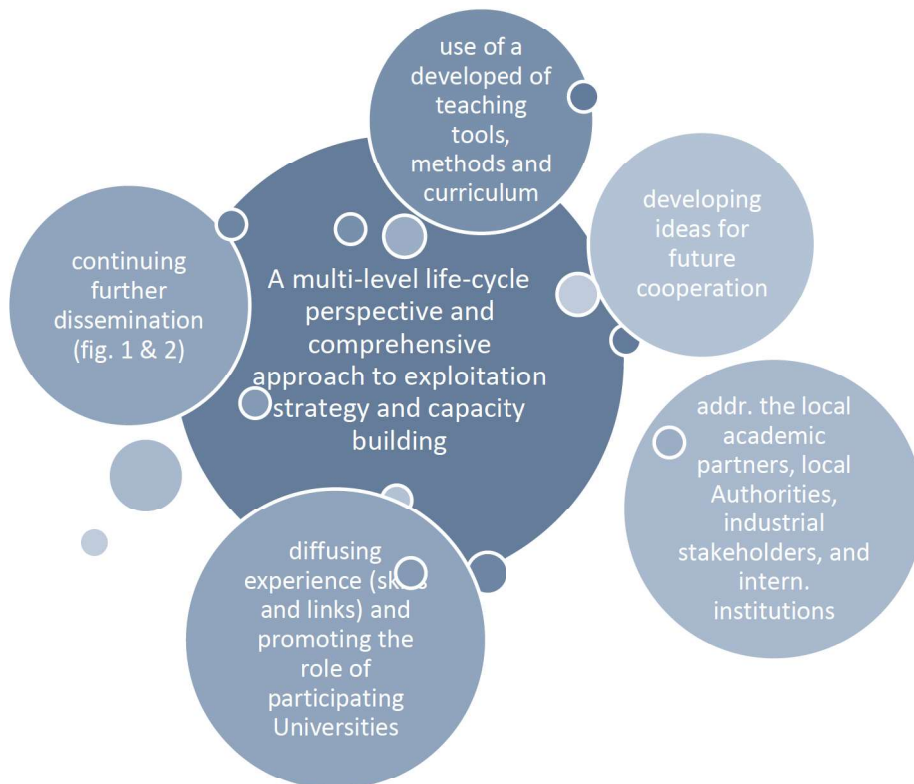 use of a
developed of
teaching
tools,
methods and
curriculum
developing
ideas for
future
cooperation
continuing
further
dissemination
(fig. 1 & 2)
A multi-level life-cycle
perspective and
comprehensive
approach to exploitation
strategy and capacity
building
addr. the local
academic
partners, local
Authorities,
industrial
stakeholders, and
intern.
institutions
diffusing
experience (skills
and links) and
promoting the
role of
participating
Universities